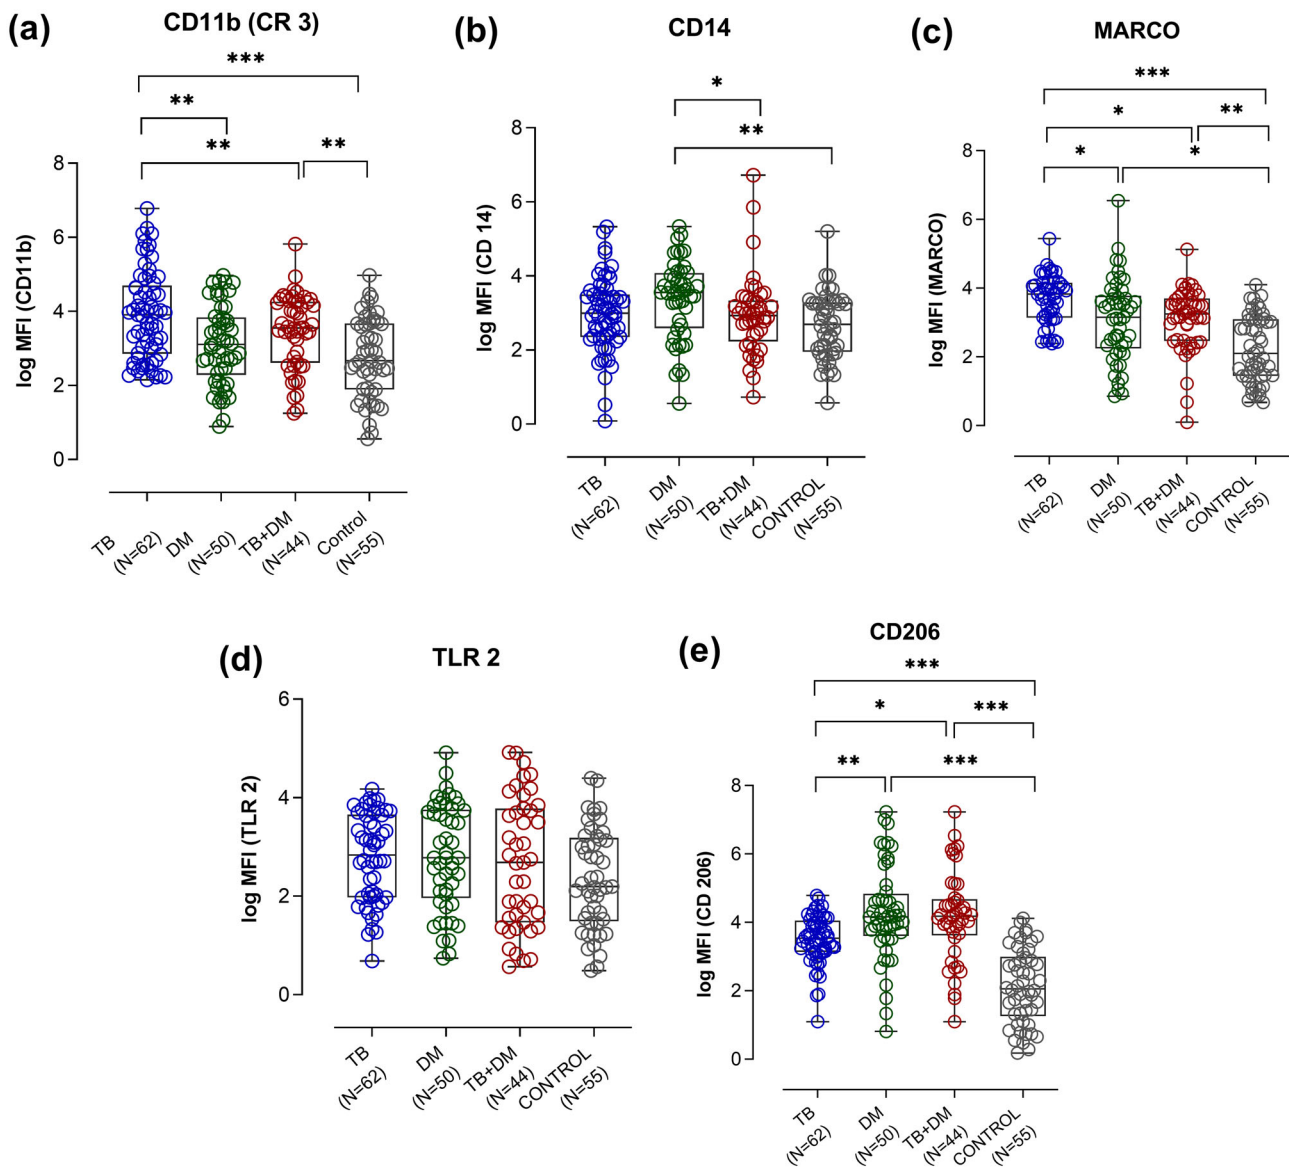 (a)
CD11b (CR 3)
***
**
**
**
log MFI (CD11b)
8
6
4
2
0
TB
(N=62)
DM
(N=50)
TB+DM
(N=44)
Control
(N=55)
(b)
CD14
*
**
log MFI (CD 14)
8
6
4
2
0
TB
(N=62)
DM
(N=50)
TB+DM
(N=44)
CONTROL
(N=55)
(c)
MARCO
***
*
**
*
*
log MFI (MARCO)
8
6
4
2
0
TB
(N=62)
DM
(N=50)
TB+DM
(N=44)
CONTROL
(N=55)
(d)
TLR 2
log MFI (TLR 2)
6
4
2
0
TB
(N=62)
DM
(N=50)
TB+DM
(N=44)
CONTROL
(N=55)
(e)
CD206
***
*
***
**
***
log MFI (CD 206)
8
6
4
2
0
TB
(N=62)
DM
(N=50)
TB+DM
(N=44)
CONTROL
(N=55)